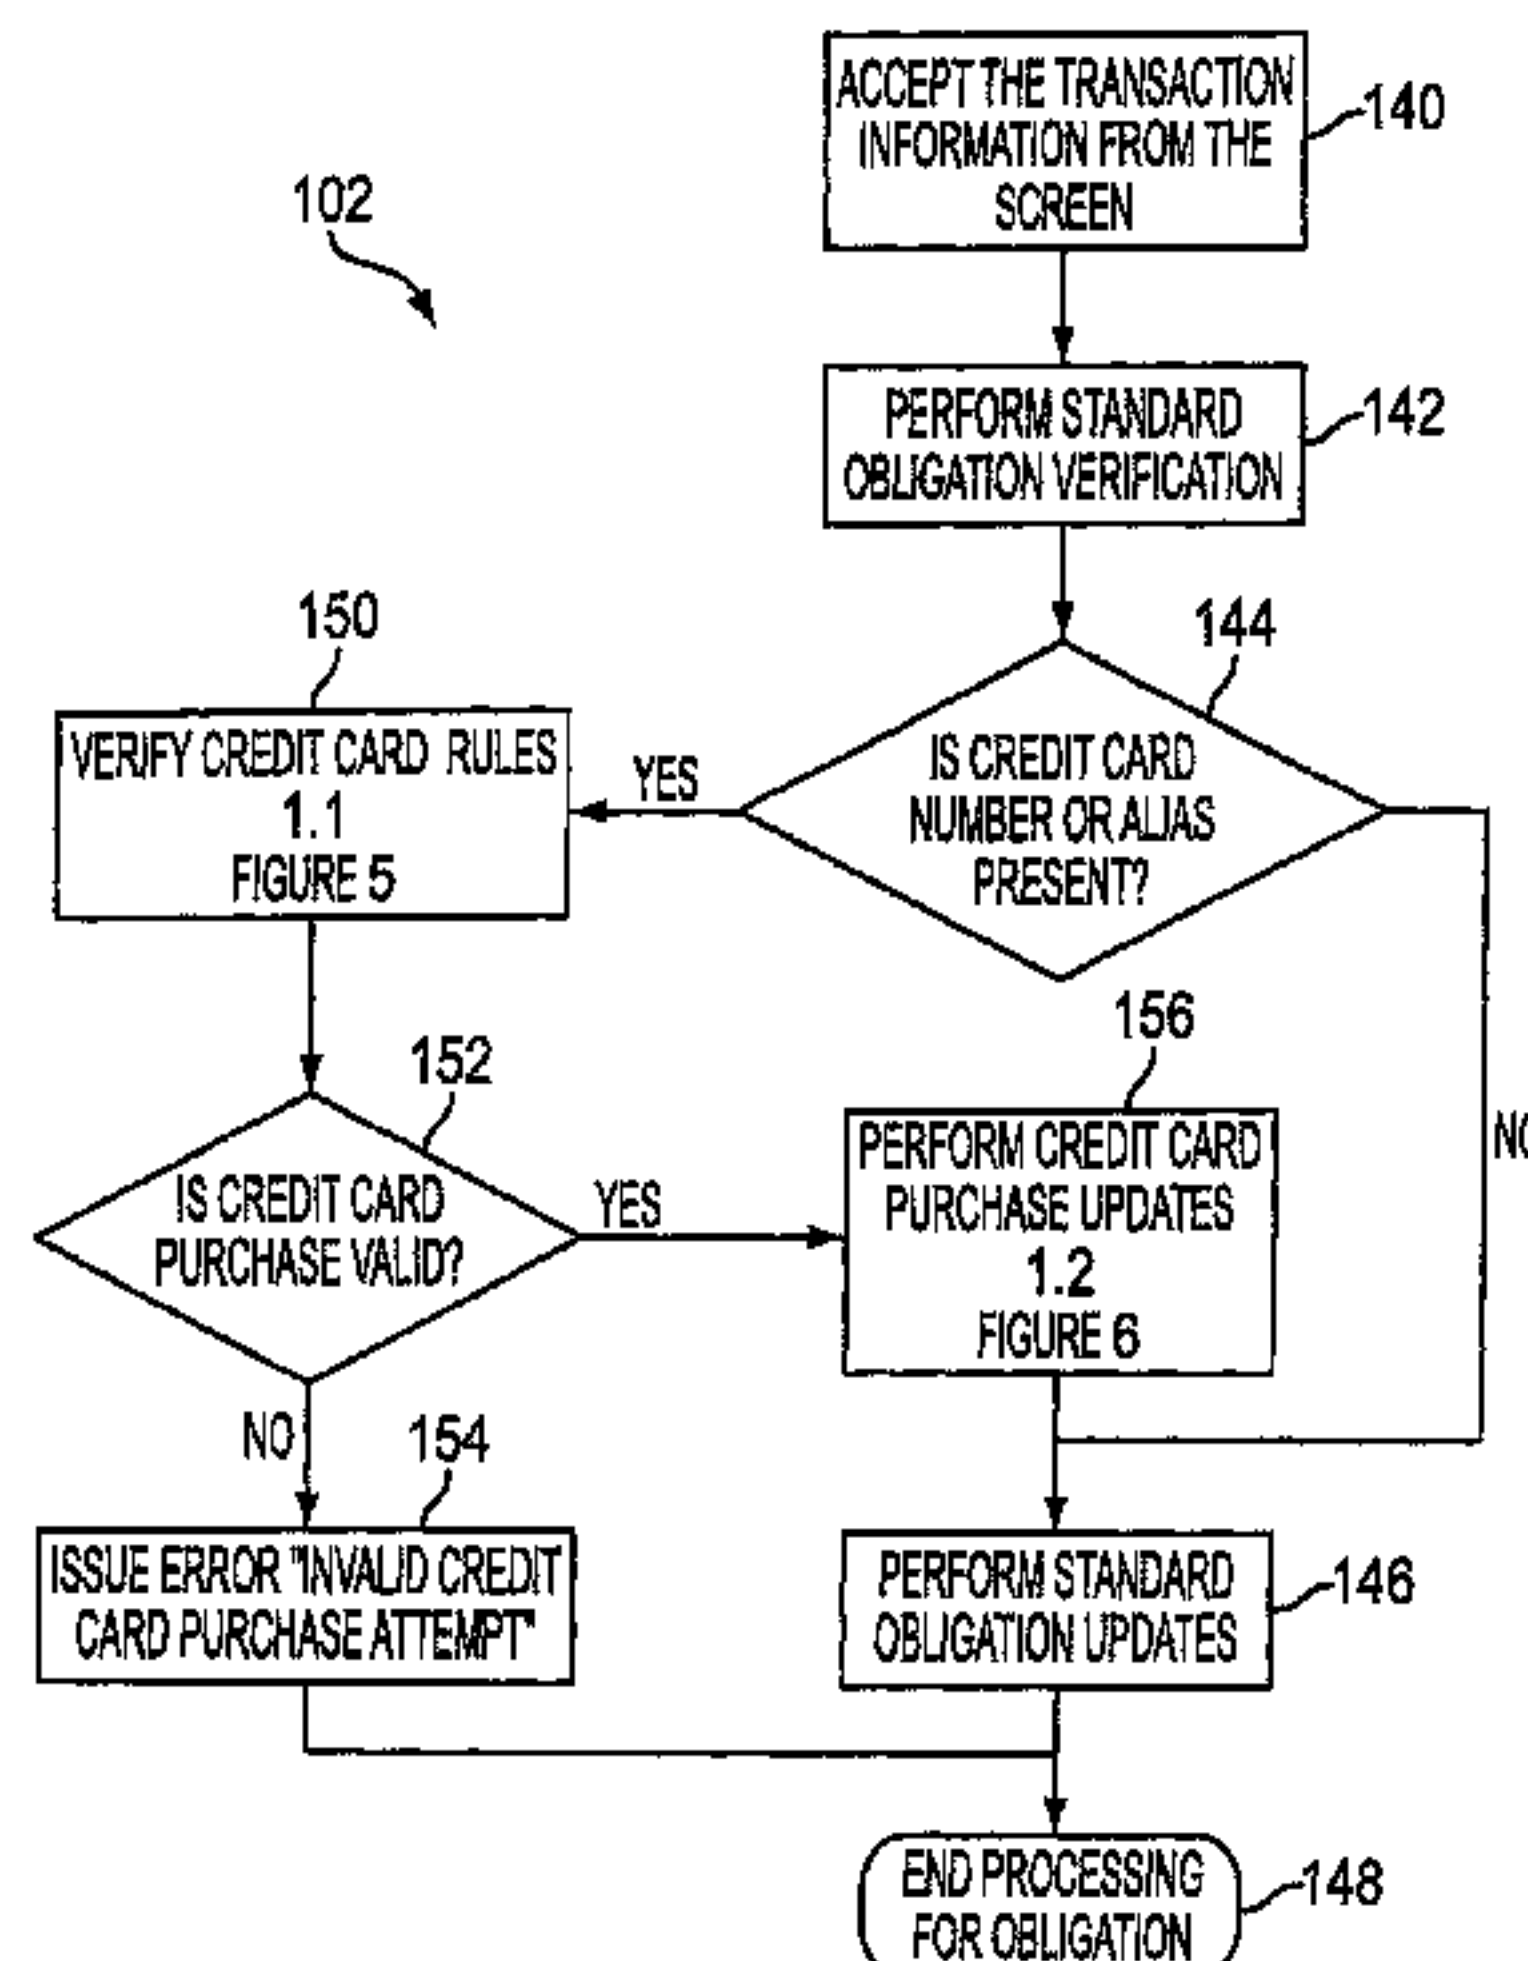 ACCEPT THE TRANSACTION
INFORMATION FROM THE
SCREEN
140
102
PERFORM STANDARD
OBLIGATION VERIFICATION
142
150
144
VERIFY CREDIT CARD RULES
1.1
FIGURE 5
YES
IS CREDIT CARD
NUMBER OR ALIAS
PRESENT?
156
152
NO
IS CREDIT CARD
PURCHASE VALID?
YES
PERFORM CREDIT CARD
PURCHASE UPDATES
1.2
FIGURE 6
NO
154
ISSUE ERROR "INVALID CREDIT
CARD PURCHASE ATTEMPT"
PERFORM STANDARD
OBLIGATION UPDATES
146
END PROCESSING
FOR OBLIGATION
148